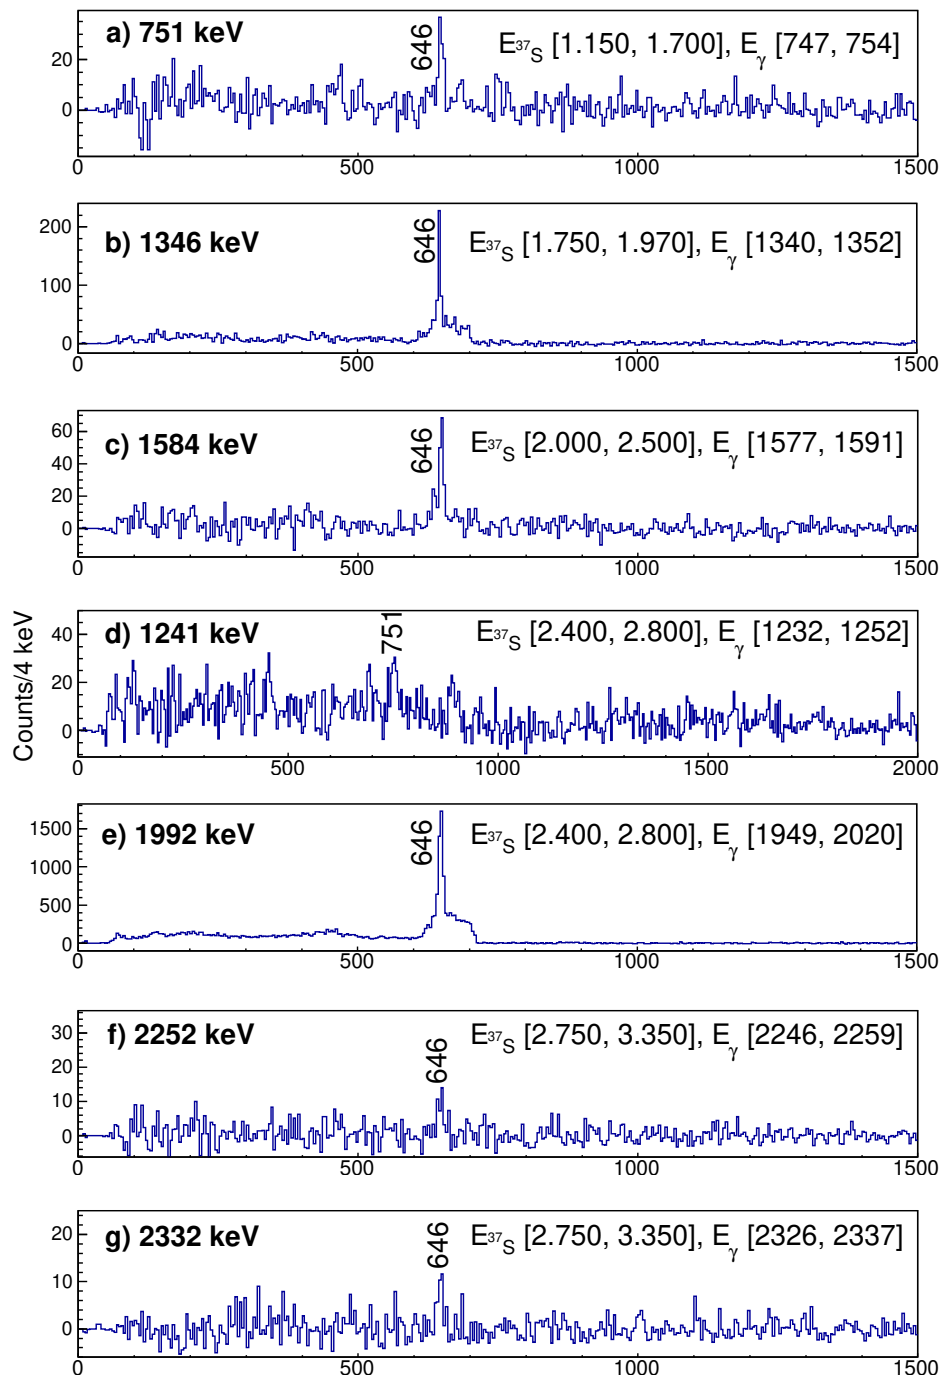 a) 751 keV
646
E37S [1.150, 1.700], Eγ [747, 754]
20
0
0 500 1000 1500
b) 1346 keV
646
E37S [1.750, 1.970], Eγ [1340, 1352]
200
100
0
0 500 1000 1500
c) 1584 keV
646
E37S [2.000, 2.500], Eγ [1577, 1591]
60
40
20
0
0 500 1000 1500
Counts/4 keV
d) 1241 keV
751
E37S [2.400, 2.800], Eγ [1232, 1252]
40
20
0
0 500 1000 1500 2000
e) 1992 keV
646
E37S [2.400, 2.800], Eγ [1949, 2020]
1500
1000
500
0
0 500 1000 1500
f) 2252 keV
646
E37S [2.750, 3.350], Eγ [2246, 2259]
30
20
10
0
0 500 1000 1500
g) 2332 keV
646
E37S [2.750, 3.350], Eγ [2326, 2337]
20
10
0
0 500 1000 1500